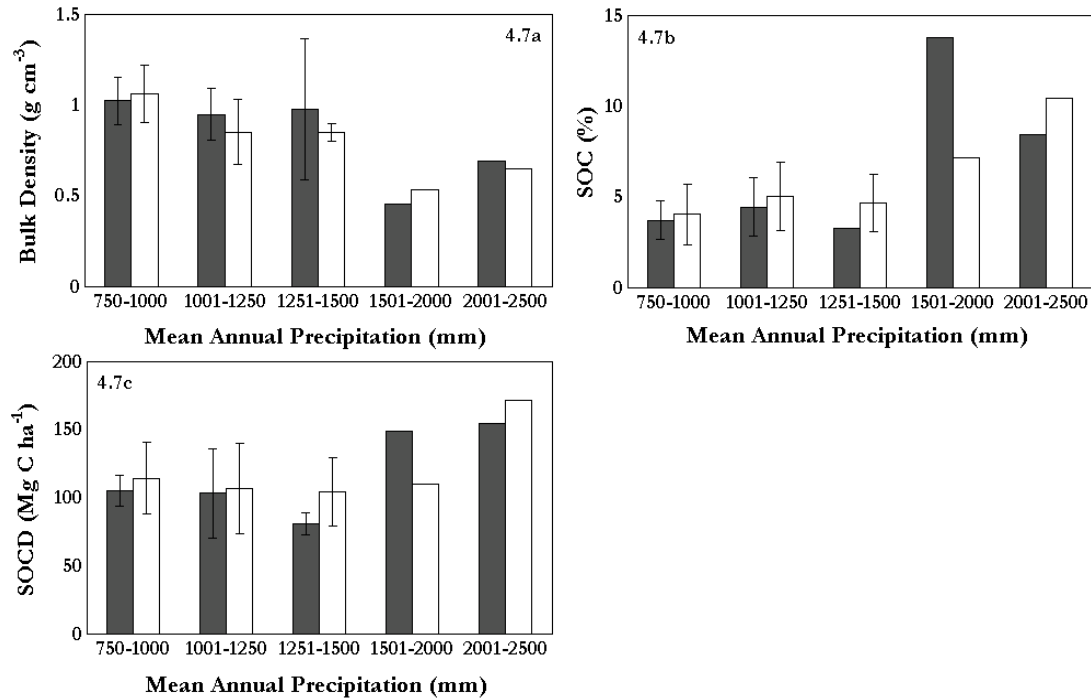 4.7a
Bulk Density (g cm⁻³)
1.5
1
0.5
0
750-1000 1001-1250 1251-1500 1501-2000 2001-2500
Mean Annual Precipitation (mm)
4.7b
SOC (%)
15
10
5
0
750-1000 1001-1250 1251-1500 1501-2000 2001-2500
Mean Annual Precipitation (mm)
4.7c
SOCD (Mg C ha⁻¹)
200
150
100
50
0
750-1000 1001-1250 1251-1500 1501-2000 2001-2500
Mean Annual Precipitation (mm)